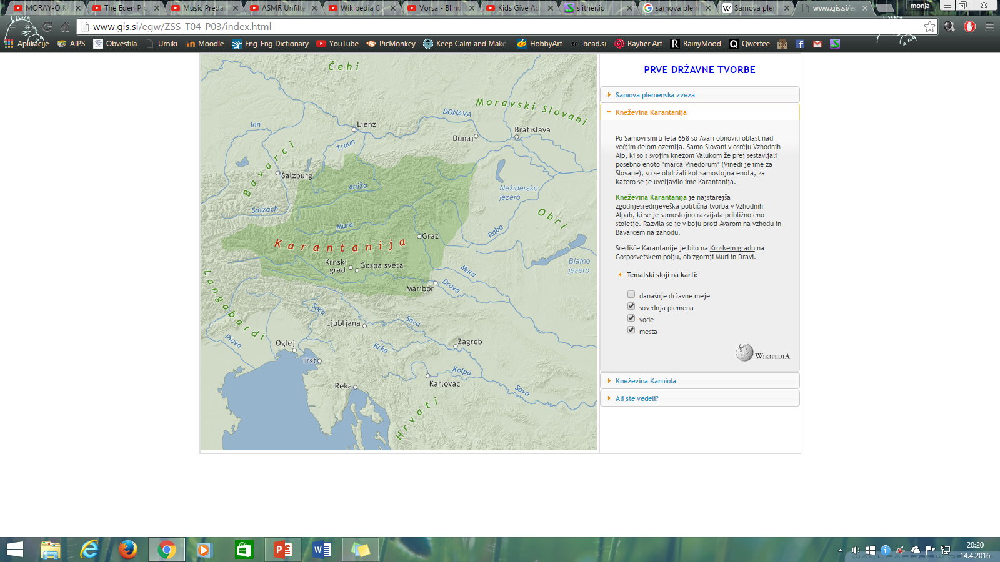 MORAY-O K
The Eden Pro
Music Predat
ASMR Unfilte
Wikipedia Ch
Vorsa - Blind
Kids Give Ad
slither.io
samova plem
Samova plem
www.gis.si/eg
monja
www.gis.si/egw/ZSS_T04_P03/index.html
Aplikacije
AIPS
Obvestila
Urniki
Moodle
Eng-Eng Dictionary
YouTube
PicMonkey
Keep Calm and Make
HobbyArt
bead.si
Rayher Art
RainyMood
Qwertee
Čehi
Moravski Slovani
DONAVA
Inn
Lienz
Dunaj
Bratislava
Traun
Bavarci
Salzburg
Aniža
Nežidersko
jezero
Salzach
Obri
Mura
Raba
Graz
Karantanija
Blatno
jezero
Krnski
grad
Gospa sveta
Mura
Maribor
Drava
Langobardi
Soča
Ljubljana
Sava
Piava
Oglej
Krka
Zagreb
Trst
Kolpa
Karlovac
Reka
Sava
Hrvati
PRVE DRŽAVNE TVORBE
Samova plemenska zveza
Kneževina Karantanija
Po Samovi smrti leta 658 so Avari obnovili oblast nad
večjim delom ozemlja. Samo Slovani v osrčju Vzhodnih
Alp, ki so s svojim knezom Valukom že prej sestavljali
posebno enoto "marca Vinedorum" (Vinedi je ime za
Slovane), so se obdržali kot samostojna enota, za
katero se je uveljavilo ime Karantanija.
Kneževina Karantanija je najstarejša
zgodnjesrednjeveška politična tvorba v Vzhodnih
Alpah, ki se je samostojno razvijala približno eno
stoletje. Razvila se je v boju proti Avarom na vzhodu in
Bavarcem na zahodu.
Središče Karantanije je bilo na Krnskem gradu na
Gosposvetskem polju, ob zgornji Muri in Dravi.
Tematski sloji na karti:
današnje državne meje
sosednja plemena
vode
mesta
WIKIPEDIA
Kneževina Karniola
Ali ste vedeli?
20:20
14.4.2016